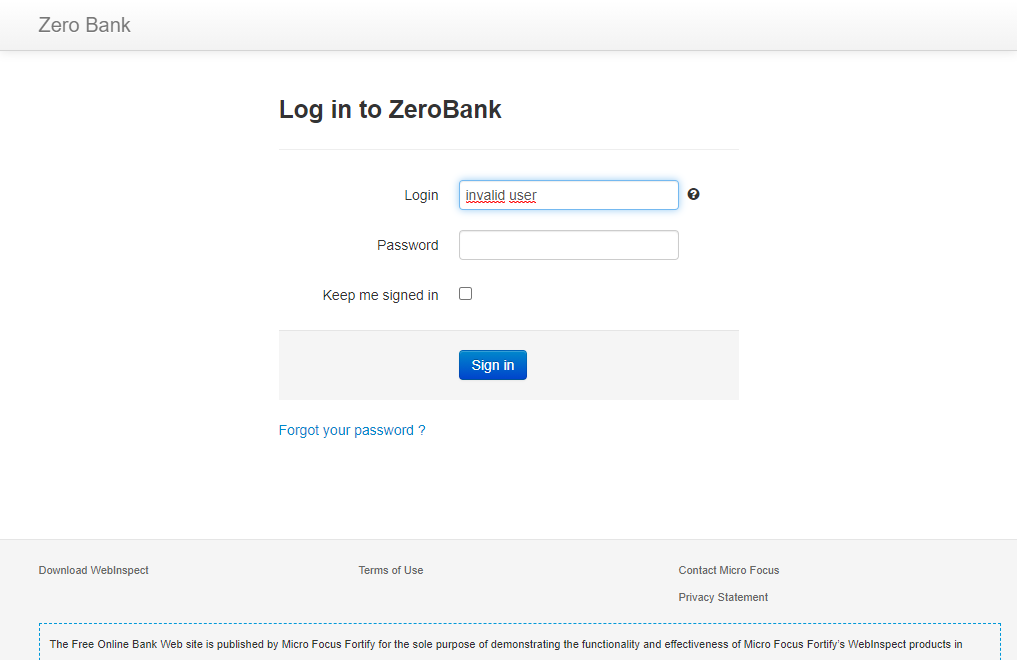 Zero Bank
Log in to ZeroBank
Login invalid user
Password
Keep me signed in
Sign in
Forgot your password ?
Download WebInspect Terms of Use Contact Micro Focus
Privacy Statement
The Free Online Bank Web site is published by Micro Focus Fortify for the sole purpose of demonstrating the functionality and effectiveness of Micro Focus Fortify's WebInspect products in